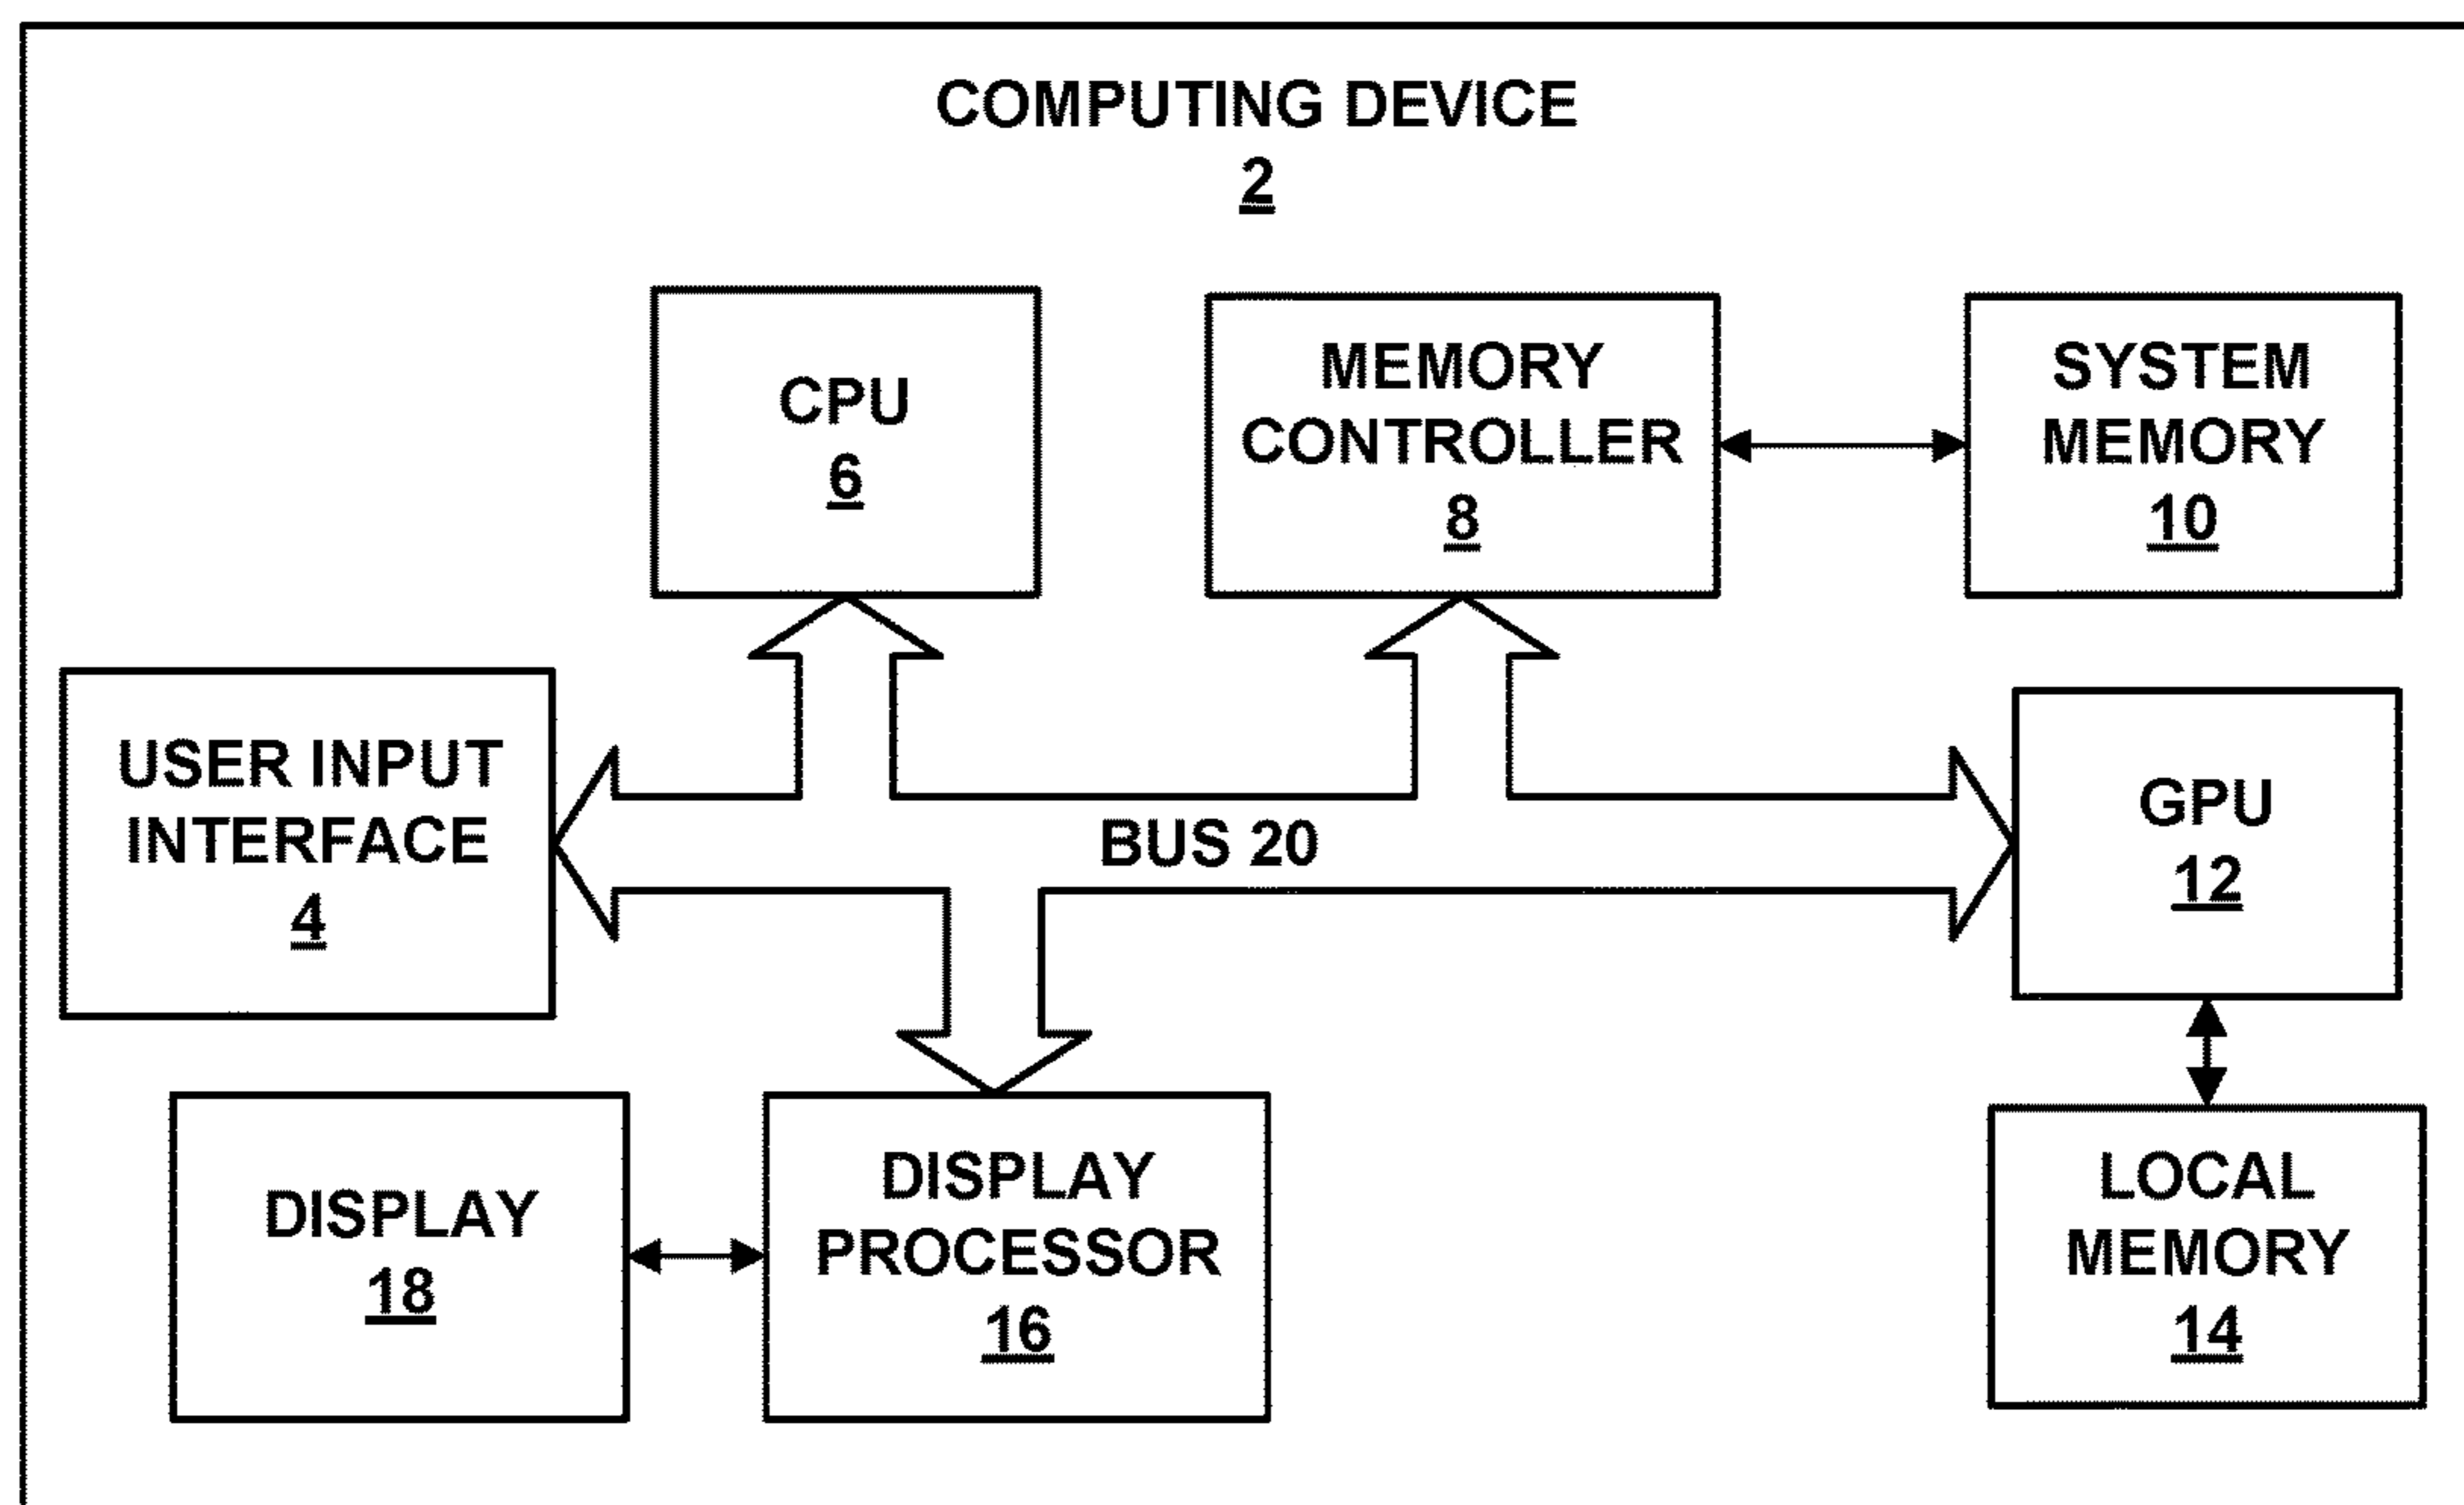 COMPUTING DEVICE
2
CPU
6
MEMORY
CONTROLLER
8
SYSTEM
MEMORY
10
USER INPUT
INTERFACE
4
BUS 20
GPU
12
DISPLAY
18
DISPLAY
PROCESSOR
16
LOCAL
MEMORY
14